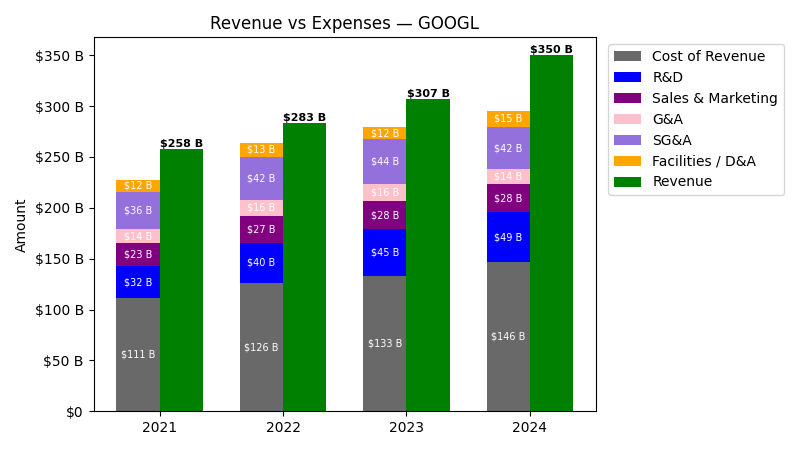 Revenue vs Expenses — GOOGL
Amount
$350 B
$300 B
$250 B
$200 B
$150 B
$100 B
$50 B
$0
$258 B
$12 B
$36 B
$14 B
$23 B
$32 B
$111 B
$283 B
$13 B
$42 B
$16 B
$27 B
$40 B
$126 B
$307 B
$12 B
$44 B
$16 B
$28 B
$45 B
$133 B
$350 B
$15 B
$42 B
$14 B
$28 B
$49 B
$146 B
2021 2022 2023 2024
Cost of Revenue
R&D
Sales & Marketing
G&A
SG&A
Facilities / D&A
Revenue